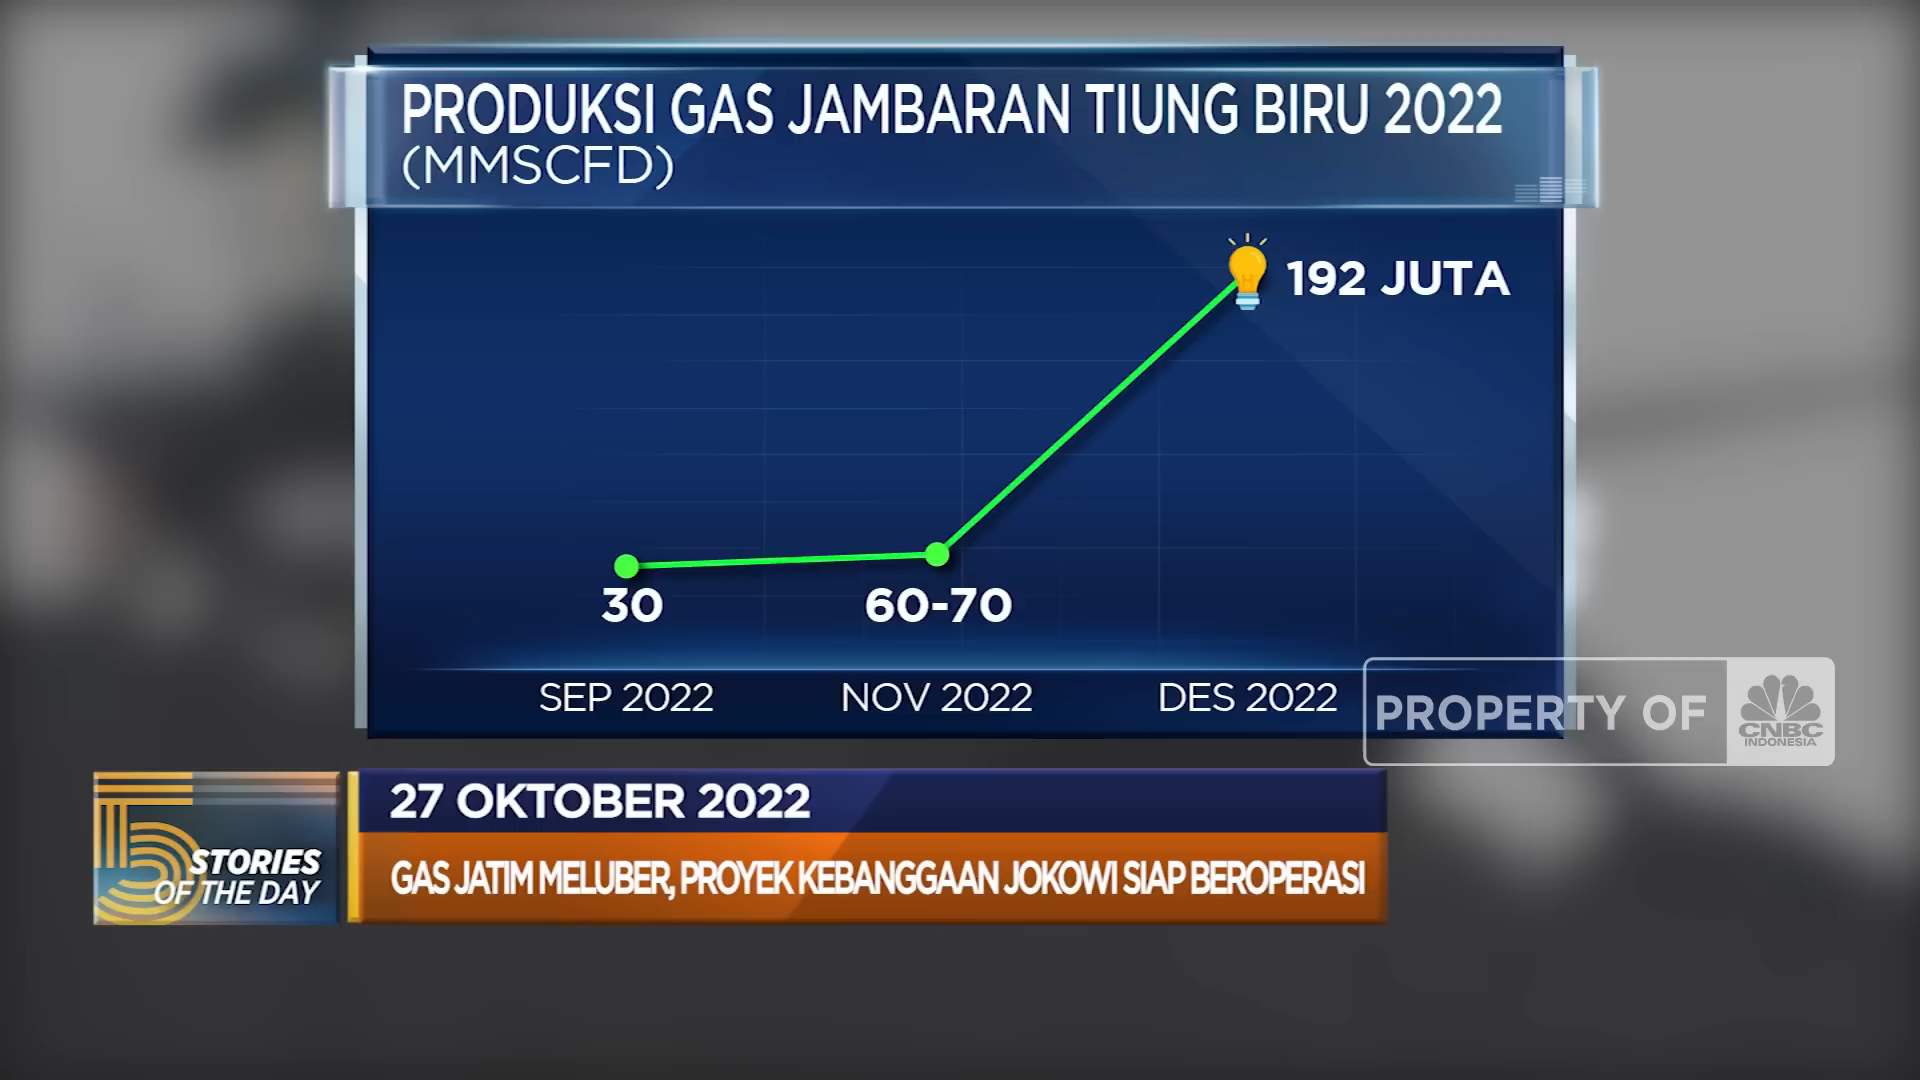 PRODUKSI GAS JAMBARAN TIUNG BIRU 2022
(MMSCFD)
192 JUTA
30
60-70
SEP 2022
NOV 2022
DES 2022
PROPERTY OF
CNBC
INDONESIA
5
STORIES
OF THE DAY
27 OKTOBER 2022
GAS JATIM MELUBER, PROYEK KEBANGGAAN JOKOWI SIAP BEROPERASI